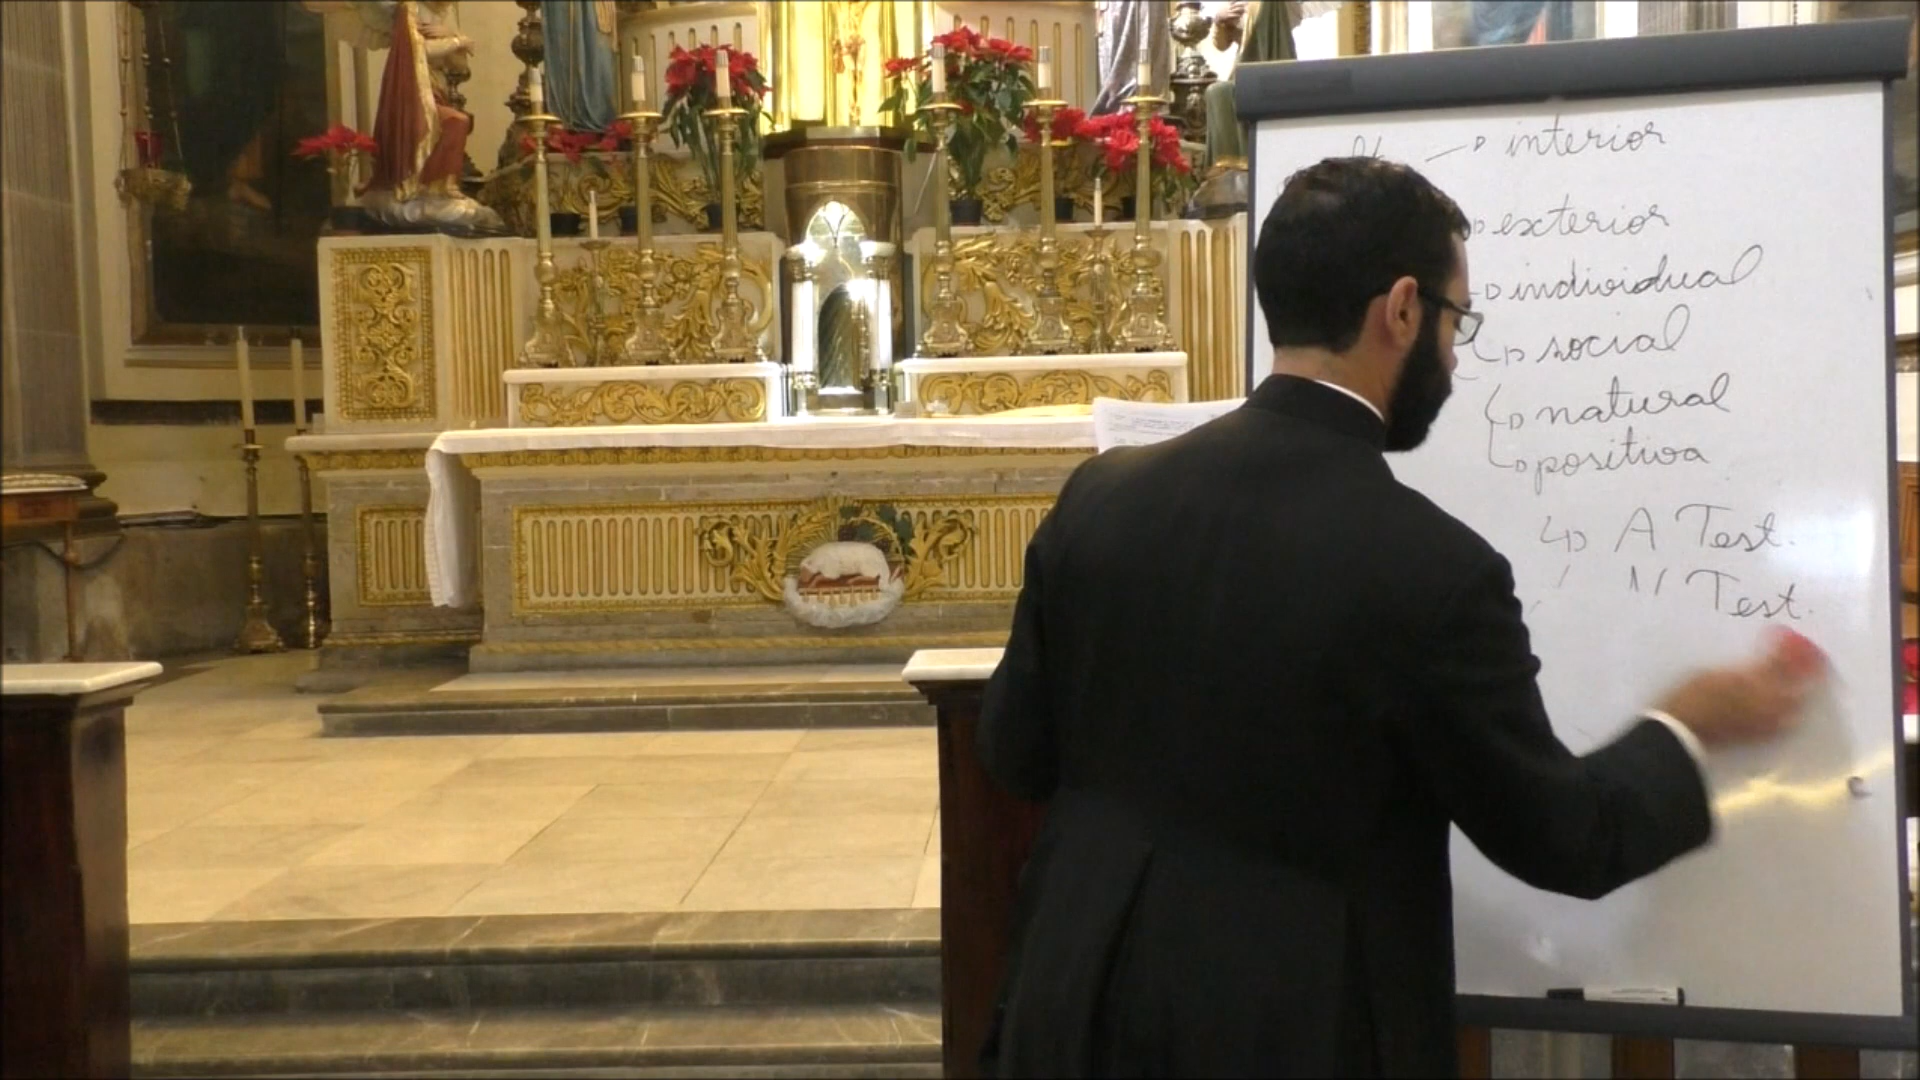 interior
exterior
individual
social
natural
positiva
A Test.
N Test.